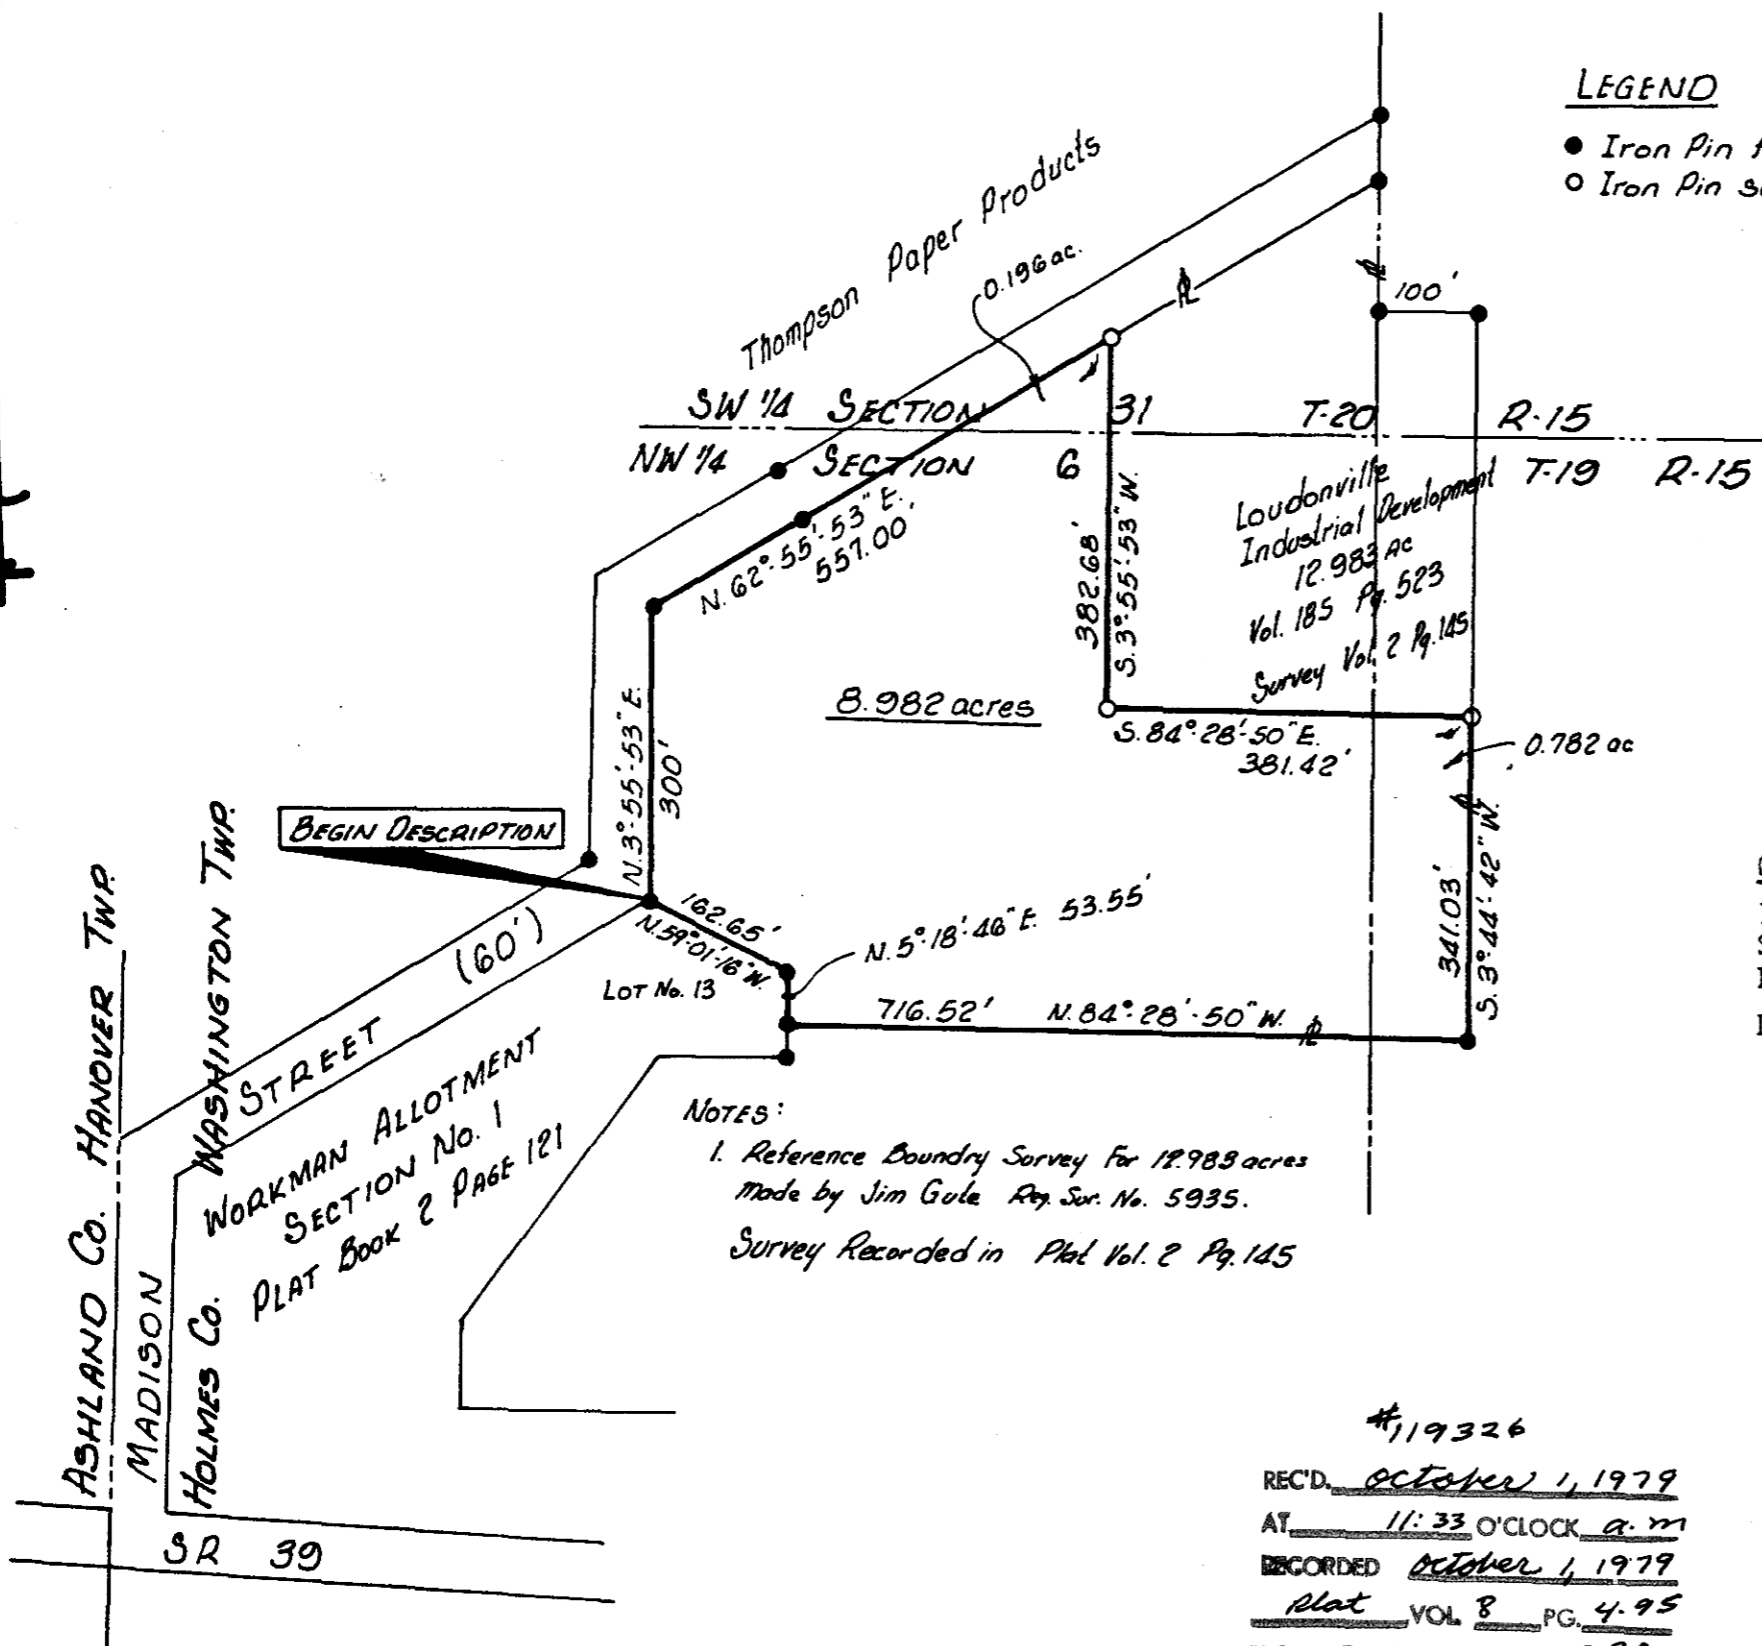 LEGEND
● Iron Pin
○ Iron Pin
Thompson Paper Products
0.196 ac.
100'
SW 1/4 SECTION 31 T-20 R-15
NW 1/4 SECTION 6 T-19 R-15
N. 62°-55'-53" E.
557.00'
382.68'
S. 3°-55'-53" W.
Loudonville
Industrial Development
12.983 Ac
Vol. 185 Pg. 523
Survey Vol. 2 Pg. 145
8.982 acres
S. 84°-28'-50" E.
381.42'
0.782 ac
N. 3°-55'-53" E.
300'
BEGIN DESCRIPTION
162.65'
N. 59°-01'-16" W.
LOT No. 13
N. 5°-18'-46" E. 53.55'
716.52' N. 84°-28'-50" W.
341.03'
S. 3°-44'-42" W.
STREET (60')
WORKMAN ALLOTMENT
SECTION No. 1
PLAT BOOK 2 PAGE 121
ASHLAND Co. HANOVER TWP.
MADISON
HOLMES Co. WASHINGTON TWP.
SR 39
NOTES:
1. Reference Boundry Survey For 12.983 acres
made by Jim Gule Reg. Sur. No. 5935.
Survey Recorded in Plat Vol. 2 Pg. 145
#119326
REC'D. October 1, 1979
AT 11:33 O'CLOCK a.m
RECORDED October 1, 1979
Plat VOL 8 PG. 4-95